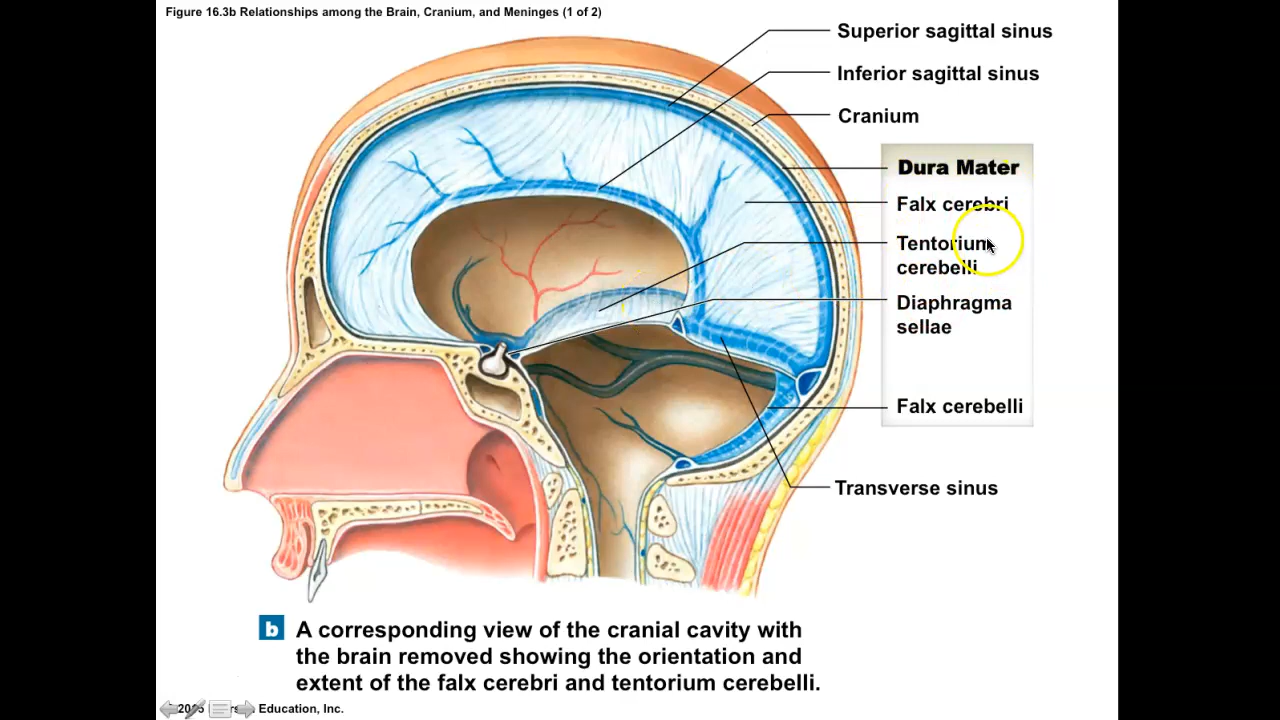 Figure 16.3b Relationships among the Brain, Cranium, and Meninges (1 of 2)
Superior sagittal sinus
Inferior sagittal sinus
Cranium
Dura Mater
Falx cerebri
Tentorium
cerebelli
Diaphragma
sellae
Falx cerebelli
Transverse sinus
b A corresponding view of the cranial cavity with
the brain removed showing the orientation and
extent of the falx cerebri and tentorium cerebelli.
Education, Inc.